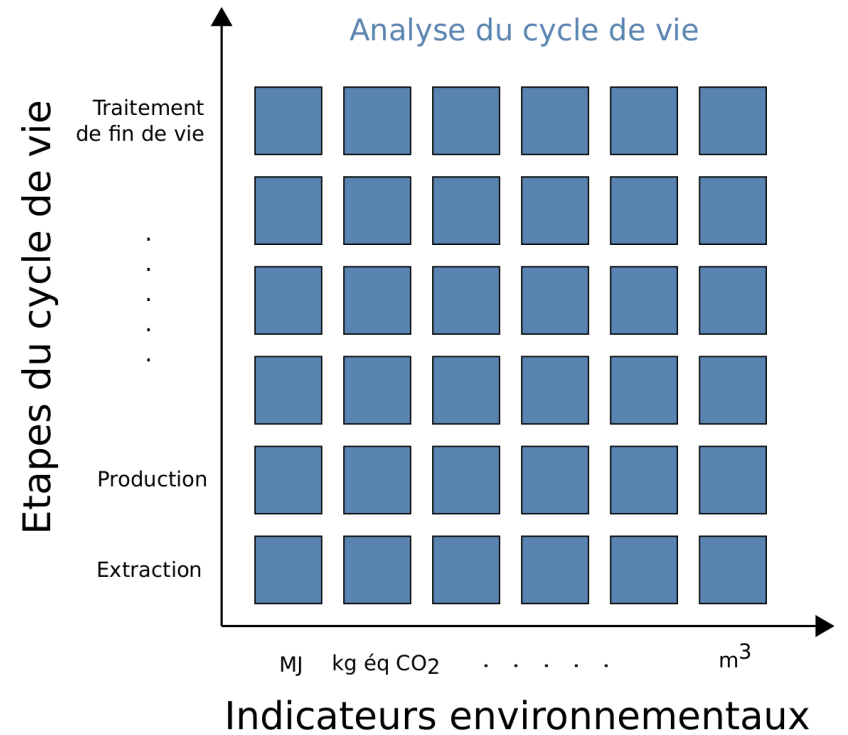 Analyse du cycle de vie
Etapes du cycle de vie
Traitement
de fin de vie
.
.
.
.
.
Production
Extraction
MJ
kg éq CO2
. . . . .
m3
Indicateurs environnementaux